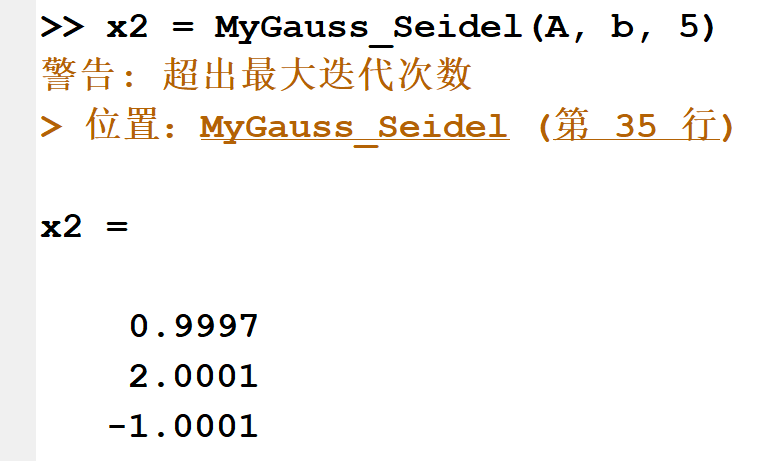 >> x2 = MyGauss_Seidel(A, b, 5)
警告: 超出最大迭代次数
> 位置: MyGauss_Seidel (第 35 行)
x2 =
0.9997
2.0001
-1.0001